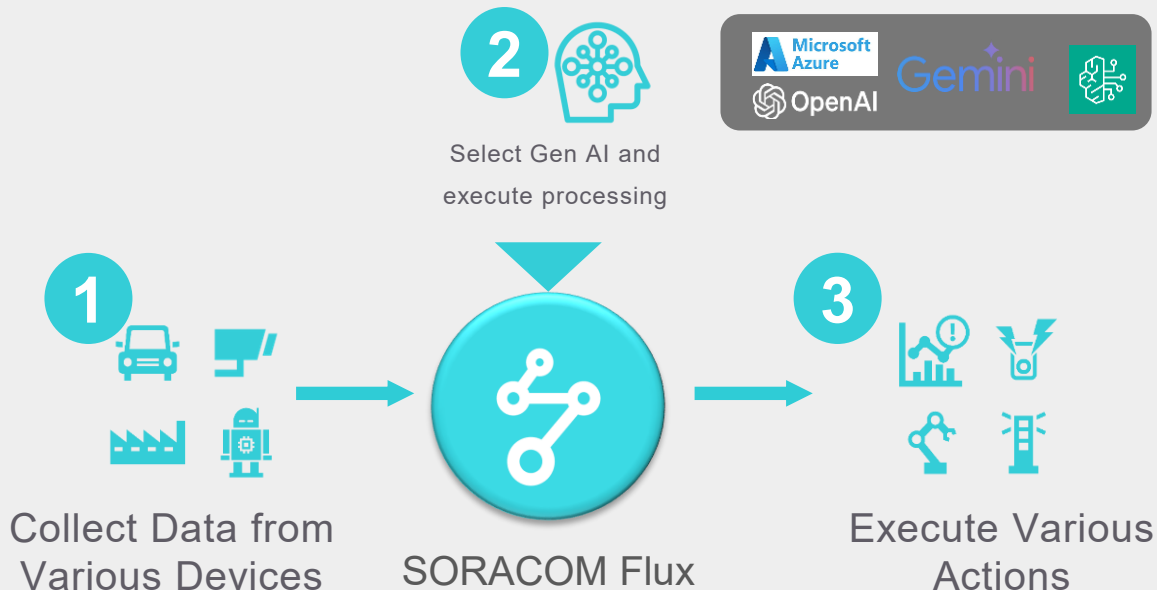 2
Select Gen AI and
execute processing
Microsoft
Azure
OpenAI
Gemini
1
Collect Data from
Various Devices
SORACOM Flux
3
Execute Various
Actions